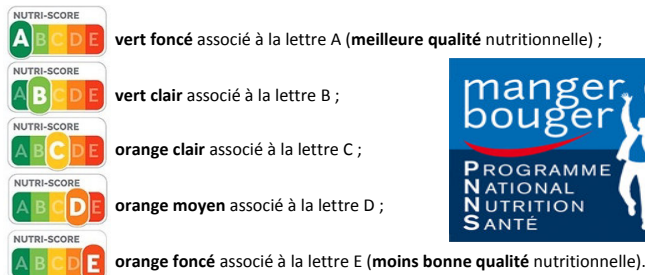 NUTRI-SCORE
A B C D E
vert foncé associé à la lettre A (meilleure qualité nutritionnelle) ;
NUTRI-SCORE
A B C D E
vert clair associé à la lettre B ;
NUTRI-SCORE
A B C D E
orange clair associé à la lettre C ;
NUTRI-SCORE
A B C D E
orange moyen associé à la lettre D ;
NUTRI-SCORE
A B C D E
orange foncé associé à la lettre E (moins bonne qualité nutritionnelle).
manger
bouger
PROGRAMME
NATIONAL
NUTRITION
SANTÉ